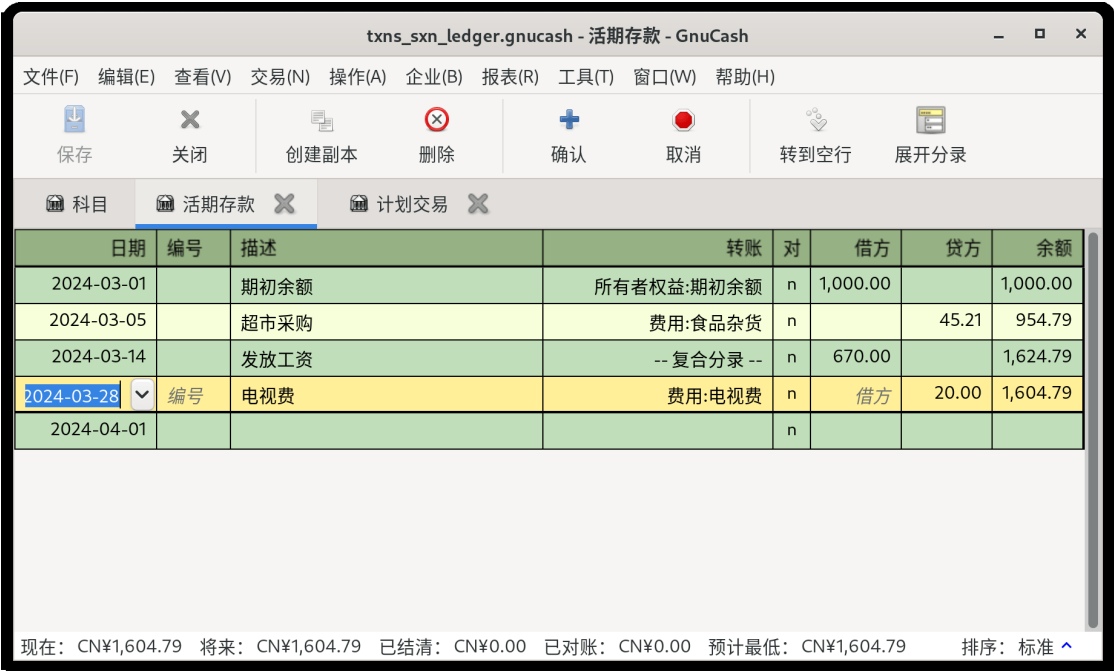 txns_sxn_ledger.gnucash - 活期存款 - GnuCash
文件(F) 编辑(E) 查看(V) 交易(N) 操作(A) 企业(B) 报表(R) 工具(T) 窗口(W) 帮助(H)
保存 关闭 创建副本 删除 确认 取消 转到空行 展开分录
科目 活期存款 计划交易
日期 编号 描述 转账 对 借方 贷方 余额
2024-03-01 期初余额 所有者权益:期初余额 n 1,000.00 1,000.00
2024-03-05 超市采购 费用:食品杂货 n 45.21 954.79
2024-03-14 发放工资 -- 复合分录 -- n 670.00 1,624.79
2024-03-28 编号 电视费 费用:电视费 n 借方 20.00 1,604.79
2024-04-01 n
现在: CN¥1,604.79 将来: CN¥1,604.79 已结清: CN¥0.00 已对账: CN¥0.00 预计最低: CN¥1,604.79 排序: 标准